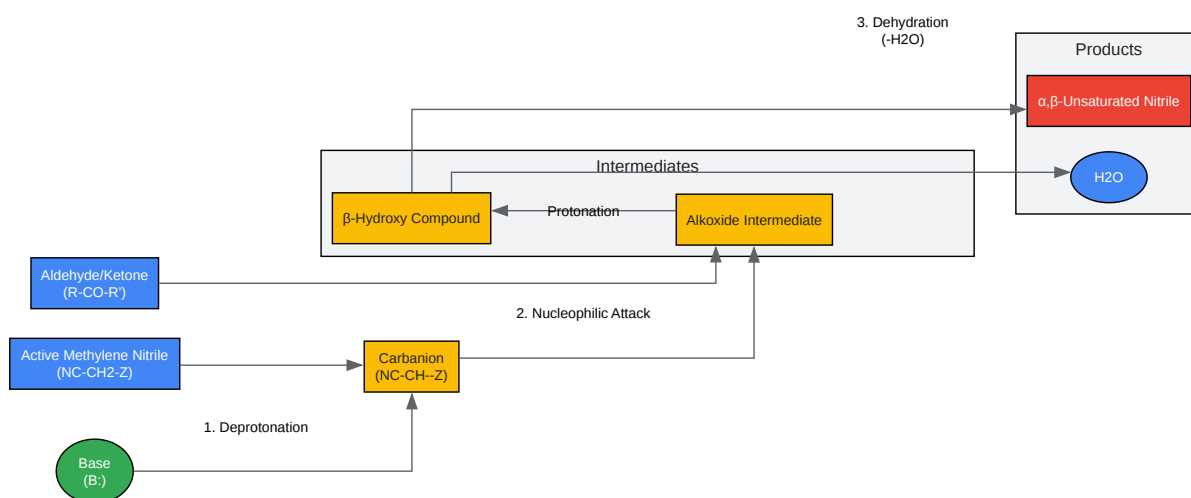 3. Dehydration
(-H2O)
Products
α,β-Unsaturated Nitrile
H2O
Intermediates
β-Hydroxy Compound
Protonation
Alkoxide Intermediate
Aldehyde/Ketone
(R-CO-R')
2. Nucleophilic Attack
Active Methylene Nitrile
(NC-CH2-Z)
Carbanion
(NC-CH--Z)
1. Deprotonation
Base
(B:)